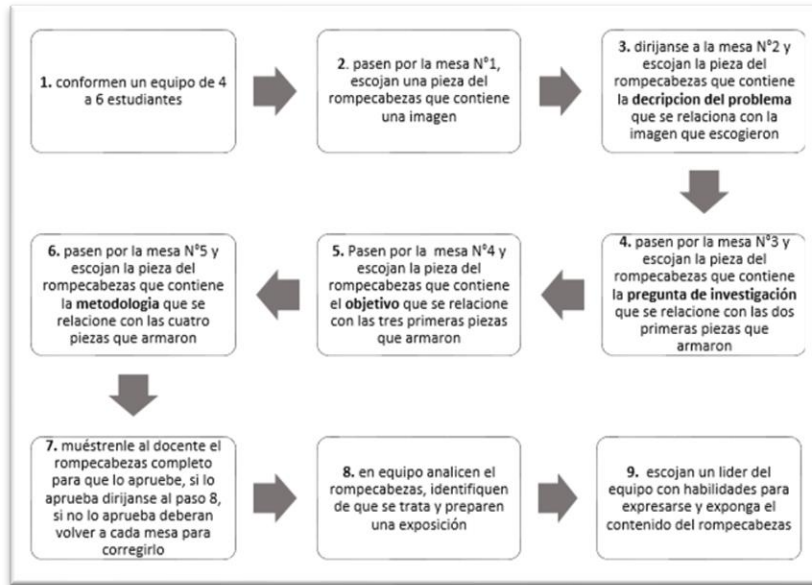 1. conformen un equipo de 4
a 6 estudiantes
2. pasen por la mesa N°1,
escojan una pieza del
rompecabezas que contiene
una imagen
3. dirijanse a la mesa N°2 y
escojan la pieza del
rompecabezas que contiene
la decripcion del problema
que se relaciona con la
imagen que escogieron
4. pasen por la mesa N°3 y
escojan la pieza del
rompecabezas que contiene
la pregunta de investigación
que se relacione con las dos
primeras piezas que
armaron
5. Pasen por la mesa N°4 y
escojan la pieza del
rompecabezas que contiene
el objetivo que se relacione
con las tres primeras piezas
que armaron
6. pasen por la mesa N°5 y
escojan la pieza del
rompecabezas que contiene
la metodologia que se
relacione con las cuatro
piezas que armaron
7. muéstrenle al docente el
rompecabezas completo
para que lo apruebe, si lo
aprueba dirijanse al paso 8,
si no lo aprueba deberan
volver a cada mesa para
corregirlo
8. en equipo analicen el
rompecabezas, identifiquen
de que se trata y preparen
una exposición
9. escojan un lider del
equipo con habilidades para
expresarse y exponga el
contenido del rompecabezas